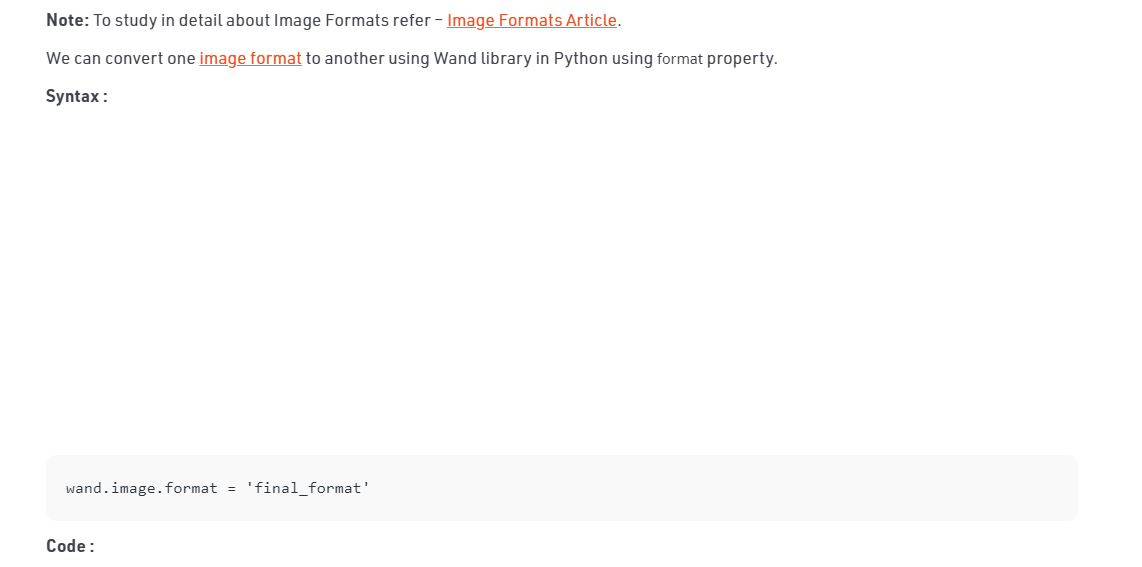 Note: To study in detail about Image Formats refer – Image Formats Article.
We can convert one image format to another using Wand library in Python using format property.
Syntax :
wand.image.format = 'final_format'
Code :